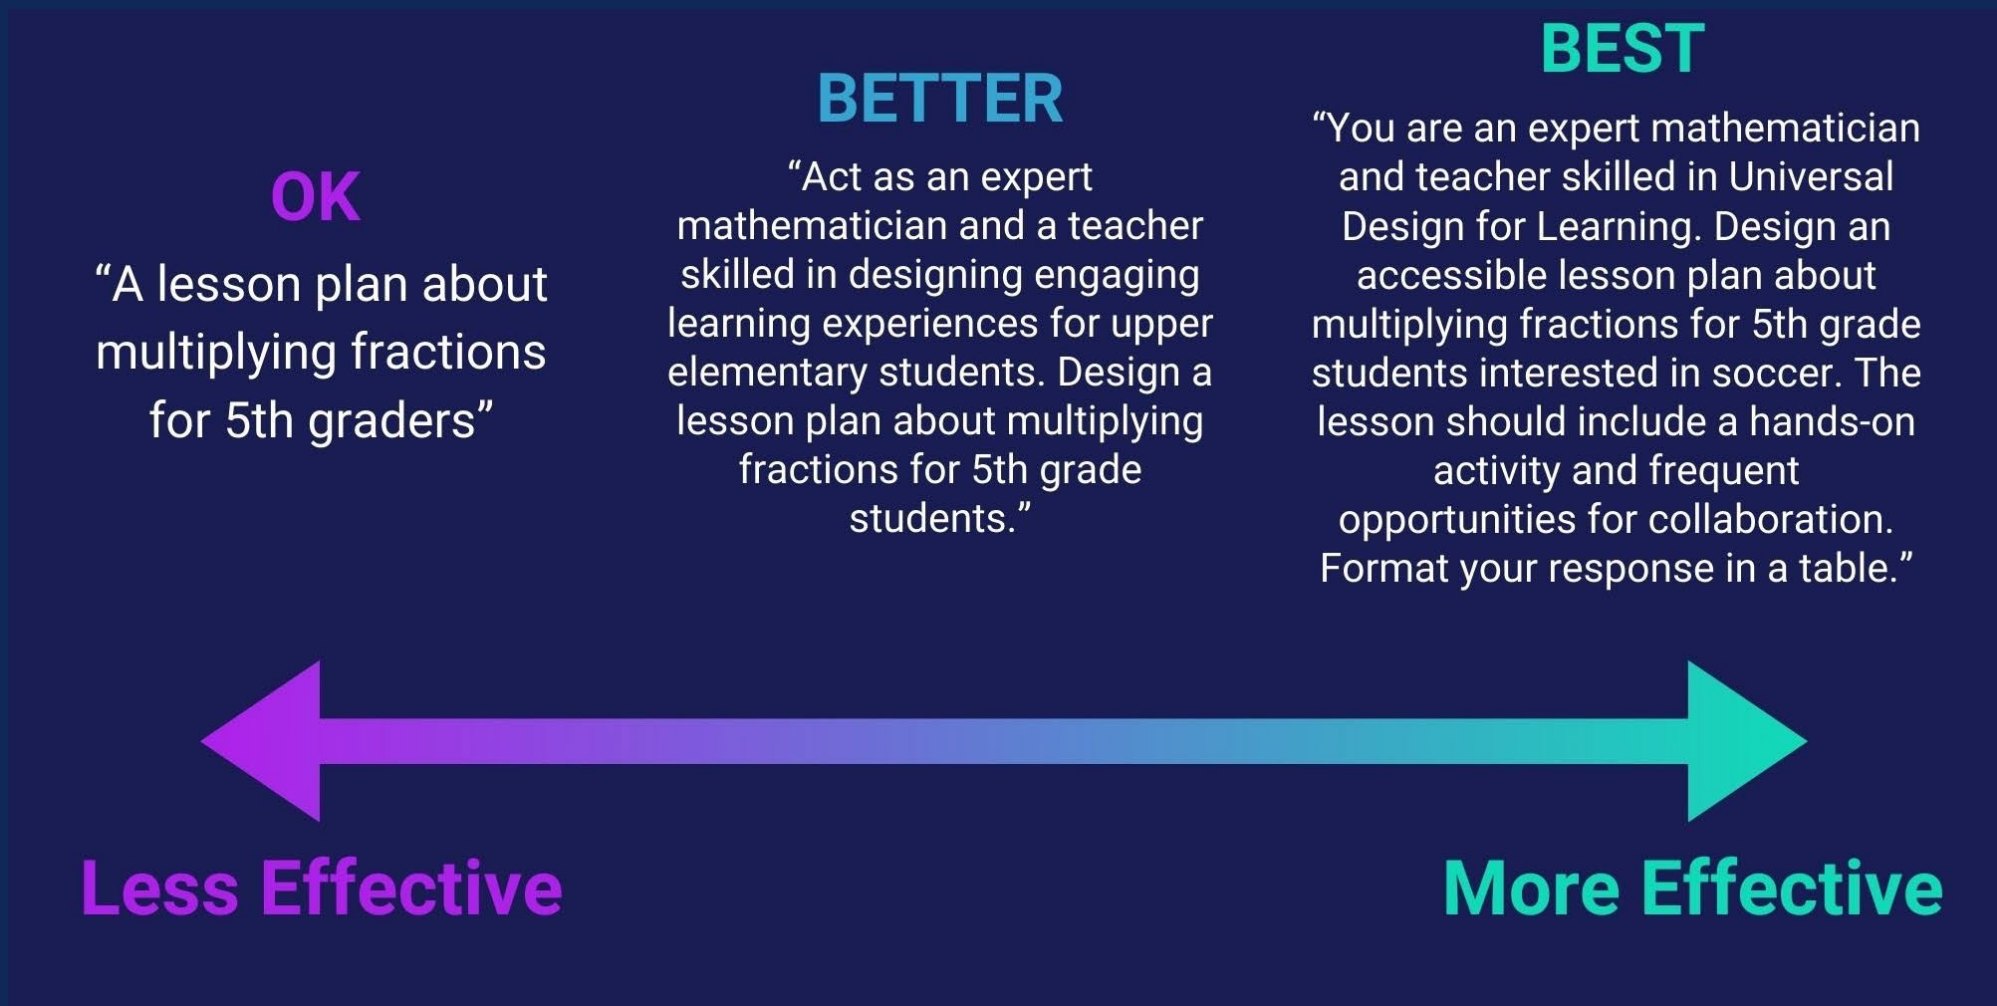 OK
“A lesson plan about
multiplying fractions
for 5th graders”
BETTER
“Act as an expert
mathematician and a teacher
skilled in designing engaging
learning experiences for upper
elementary students. Design a
lesson plan about multiplying
fractions for 5th grade
students.”
BEST
“You are an expert mathematician
and teacher skilled in Universal
Design for Learning. Design an
accessible lesson plan about
multiplying fractions for 5th grade
students interested in soccer. The
lesson should include a hands-on
activity and frequent
opportunities for collaboration.
Format your response in a table.”
Less Effective
More Effective